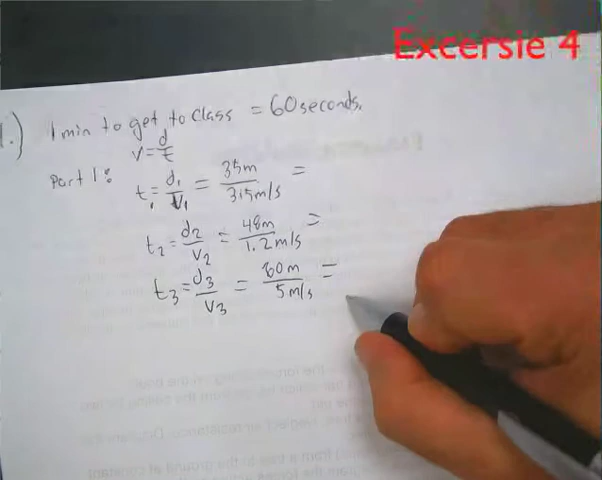 Excersie 4
1.) 1 min to get to class = 60 seconds.
v = d/t
Part 1: t₁ = d₁/V₁ = 35m/3.5m/s =
t₂ = d₂/V₂ = 48m/1.2m/s =
t₃ = d₃/V₃ = 60m/5m/s =